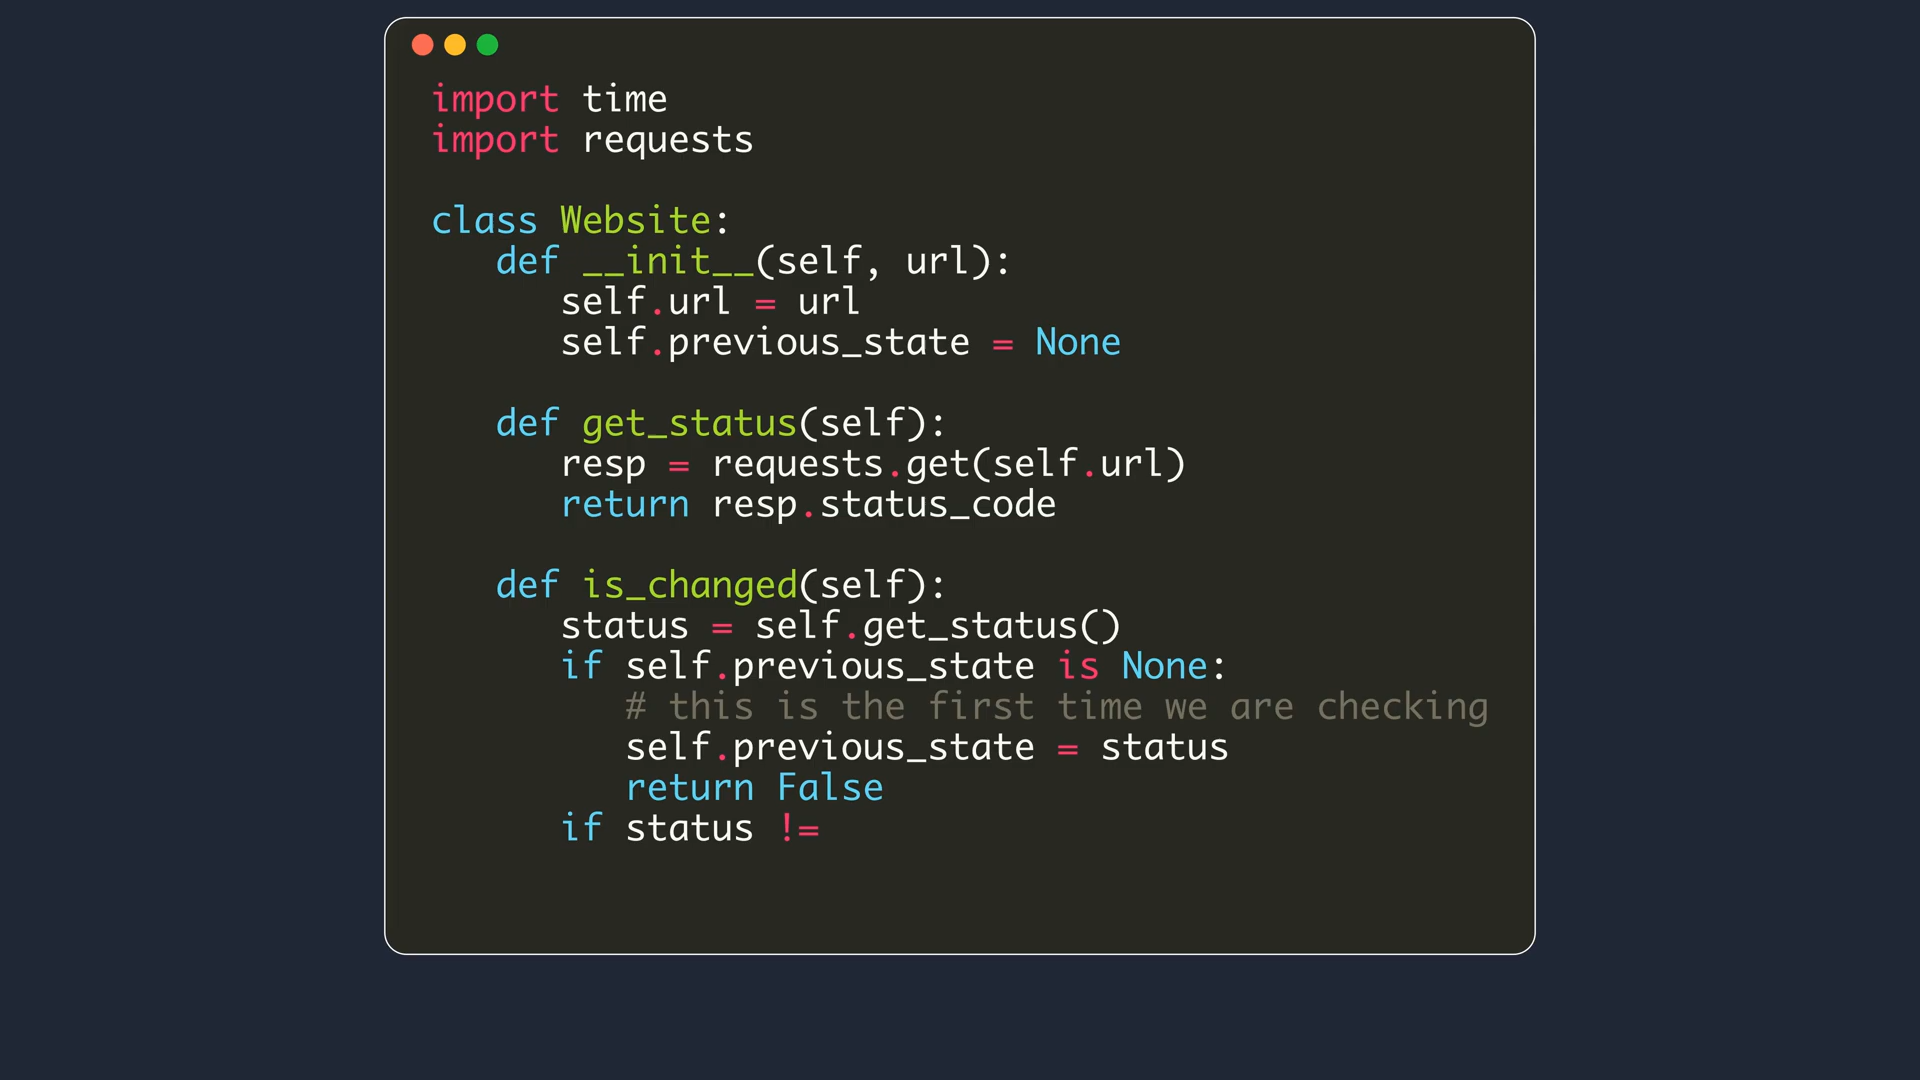 import time
import requests
class Website:
def __init__(self, url):
self.url = url
self.previous_state = None
def get_status(self):
resp = requests.get(self.url)
return resp.status_code
def is_changed(self):
status = self.get_status()
if self.previous_state is None:
# this is the first time we are checking
self.previous_state = status
return False
if status !=